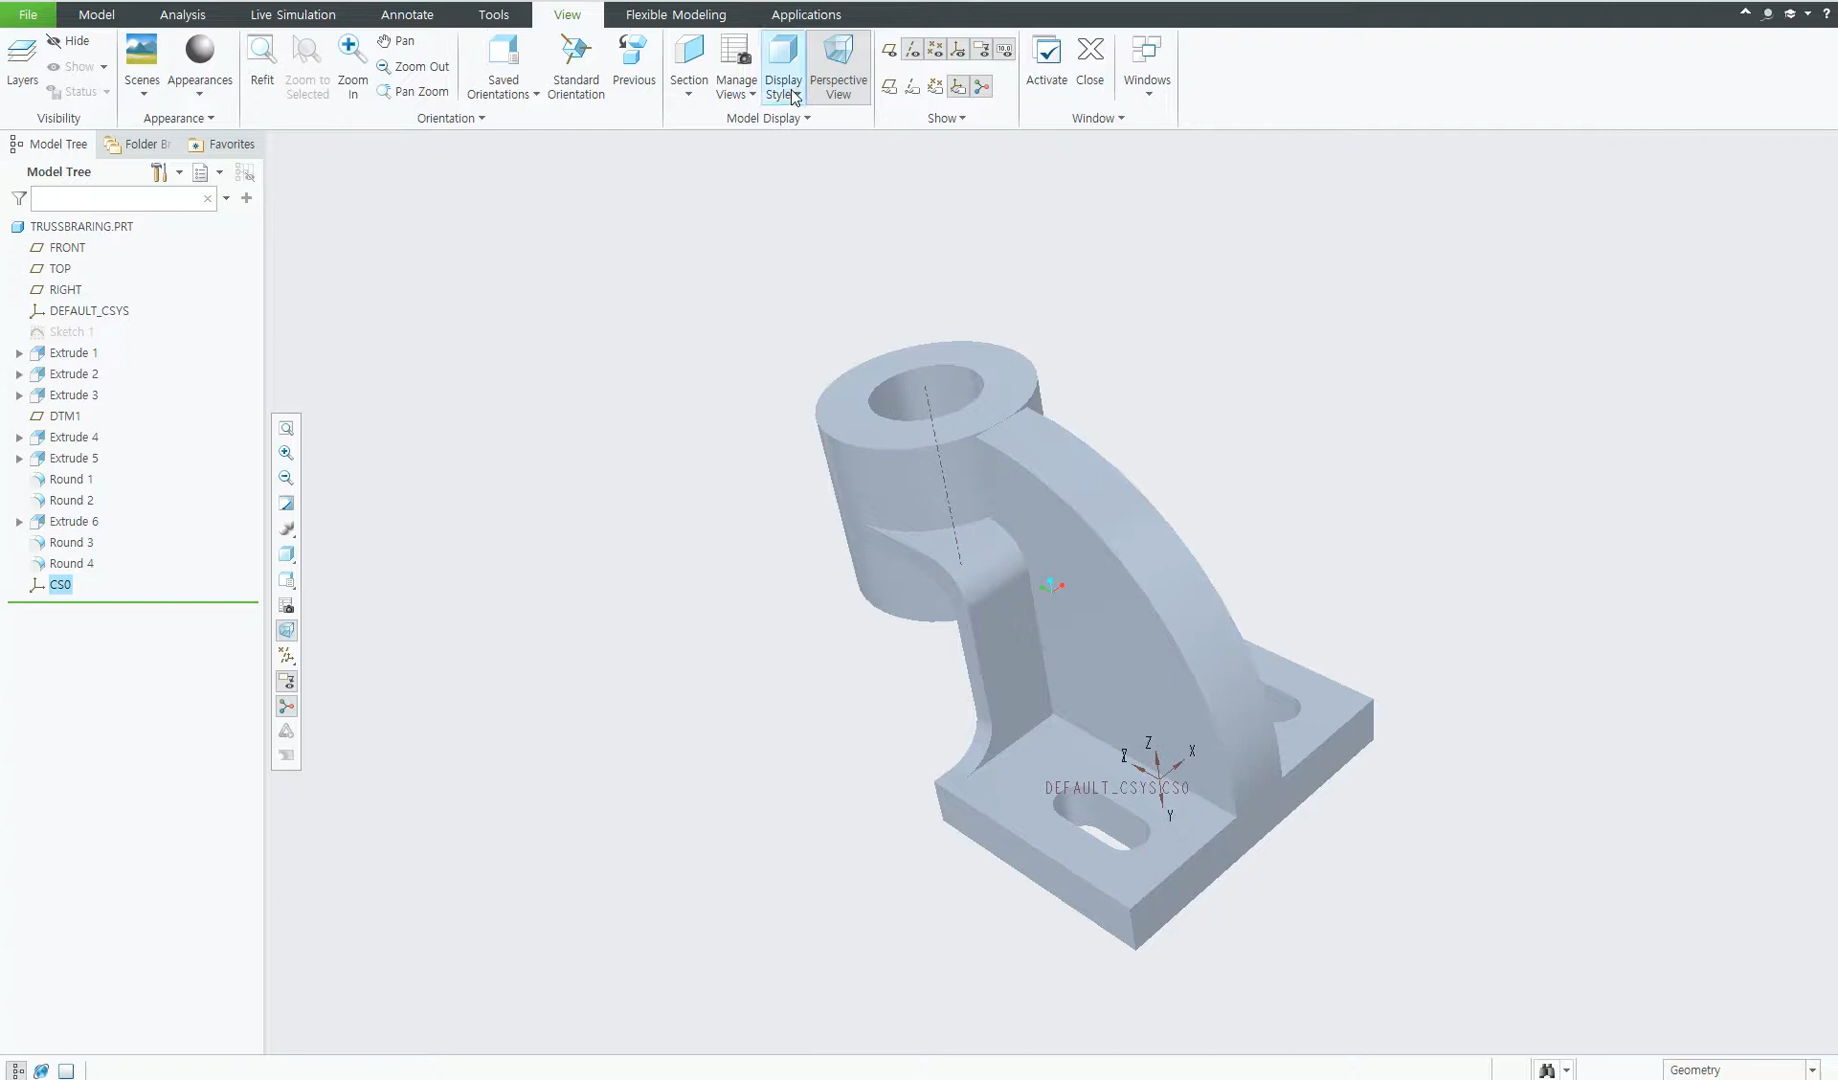 File Model Analysis Live Simulation Annotate Tools View Flexible Modeling Applications
Layers
Hide
Show
Status
Visibility
Scenes
Appearances
Appearance
Refit
Zoom to
Selected
Zoom
In
Pan
Zoom Out
Pan Zoom
Saved
Orientations
Standard
Orientation
Previous
Orientation
Section
Manage
Views
Display
Style
Perspective
View
Model Display
Show
Activate
Close
Windows
Window
Model Tree Folder Br Favorites
Model Tree
TRUSSBRARING.PRT
FRONT
TOP
RIGHT
DEFAULT_CSYS
Sketch 1
Extrude 1
Extrude 2
Extrude 3
DTM1
Extrude 4
Extrude 5
Round 1
Round 2
Extrude 6
Round 3
Round 4
CS0
Z
X
DEFAULT_CSYS CS0
Y
Geometry